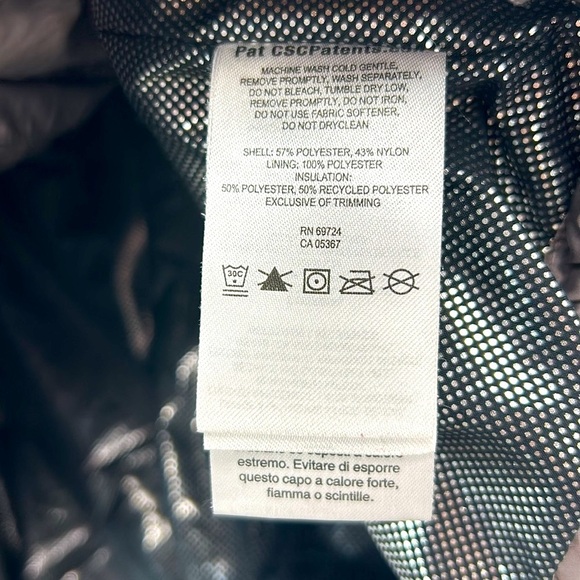 Pat CSCPatents.com
MACHINE WASH COLD GENTLE,
REMOVE PROMPTLY, WASH SEPARATELY,
DO NOT BLEACH, TUMBLE DRY LOW,
REMOVE PROMPTLY, DO NOT IRON,
DO NOT USE FABRIC SOFTENER,
DO NOT DRYCLEAN
SHELL: 57% POLYESTER, 43% NYLON
LINING: 100% POLYESTER
INSULATION:
50% POLYESTER, 50% RECYCLED POLYESTER
EXCLUSIVE OF TRIMMING
RN 69724
CA 05367
30C
estremo. Evitare di esporre
questo capo a calore forte,
fiamma o scintille.